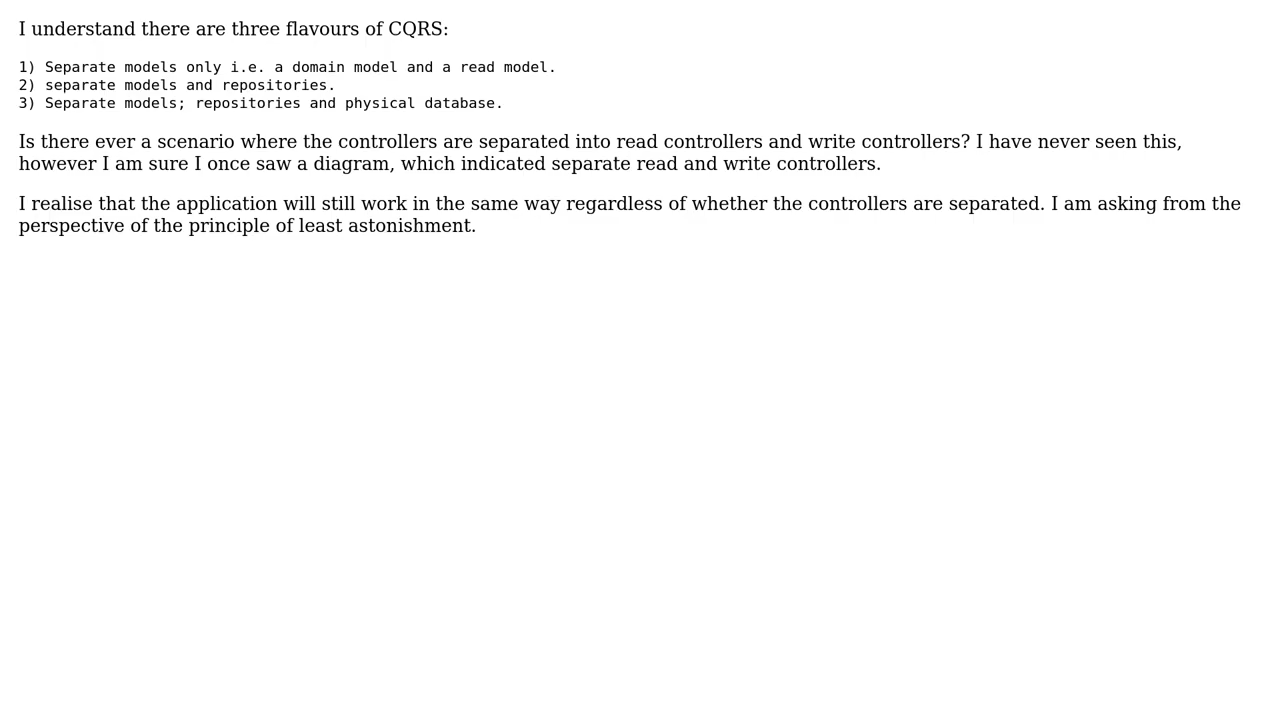 I understand there are three flavours of CQRS:
1) Separate models only i.e. a domain model and a read model.
2) separate models and repositories.
3) Separate models; repositories and physical database.
Is there ever a scenario where the controllers are separated into read controllers and write controllers? I have never seen this,
however I am sure I once saw a diagram, which indicated separate read and write controllers.
I realise that the application will still work in the same way regardless of whether the controllers are separated. I am asking from the
perspective of the principle of least astonishment.